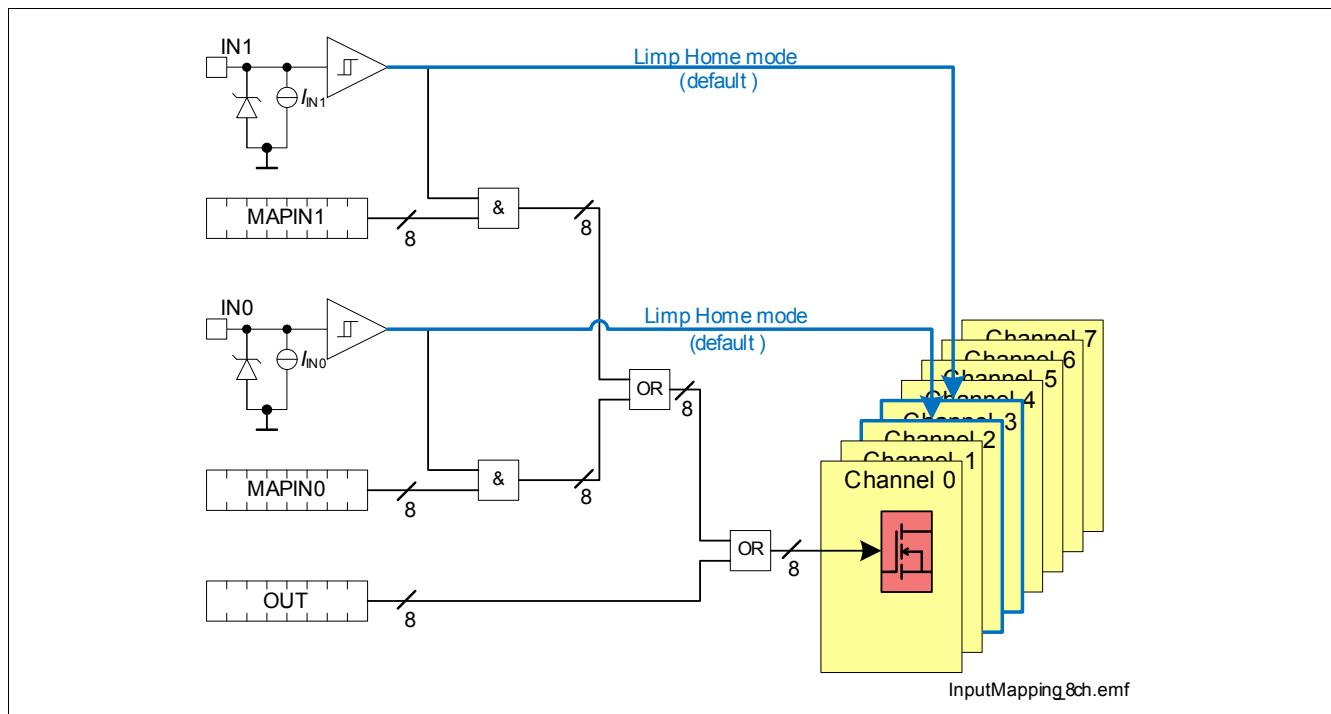 IN1
Limp Home mode
(default )
I IN1
MAPIN1
8
&
8
IN0
Limp Home mode
(default )
I IN0
Channel 7
Channel 6
Channel 5
Channel 4
Channel 3
Channel 2
Channel 1
Channel 0
OR
8
MAPIN0
8
&
8
OR
8
OUT
8
InputMapping_8ch.emf